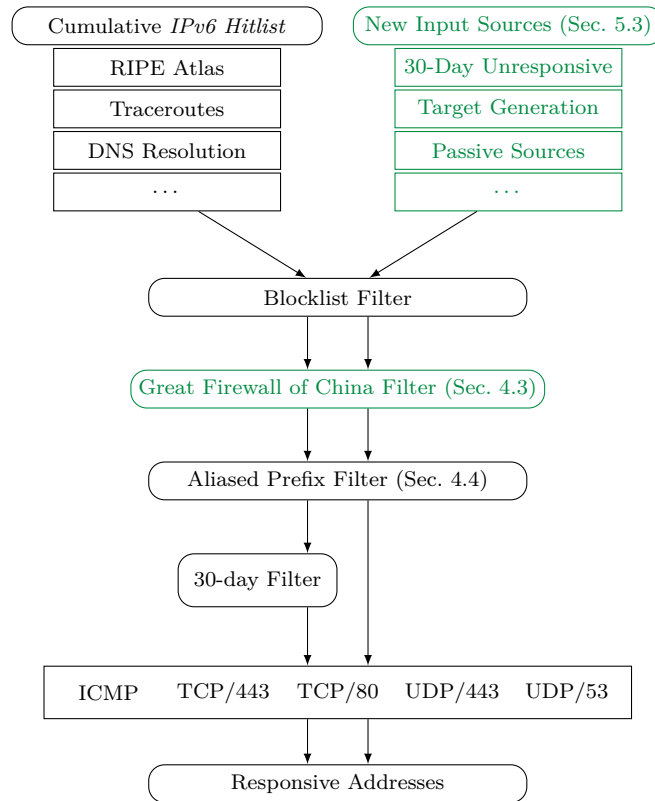 Cumulative IPv6 Hitlist
RIPE Atlas
Traceroutes
DNS Resolution
...
New Input Sources (Sec. 5.3)
30-Day Unresponsive
Target Generation
Passive Sources
...
Blocklist Filter
Great Firewall of China Filter (Sec. 4.3)
Aliased Prefix Filter (Sec. 4.4)
30-day Filter
ICMP TCP/443 TCP/80 UDP/443 UDP/53
Responsive Addresses